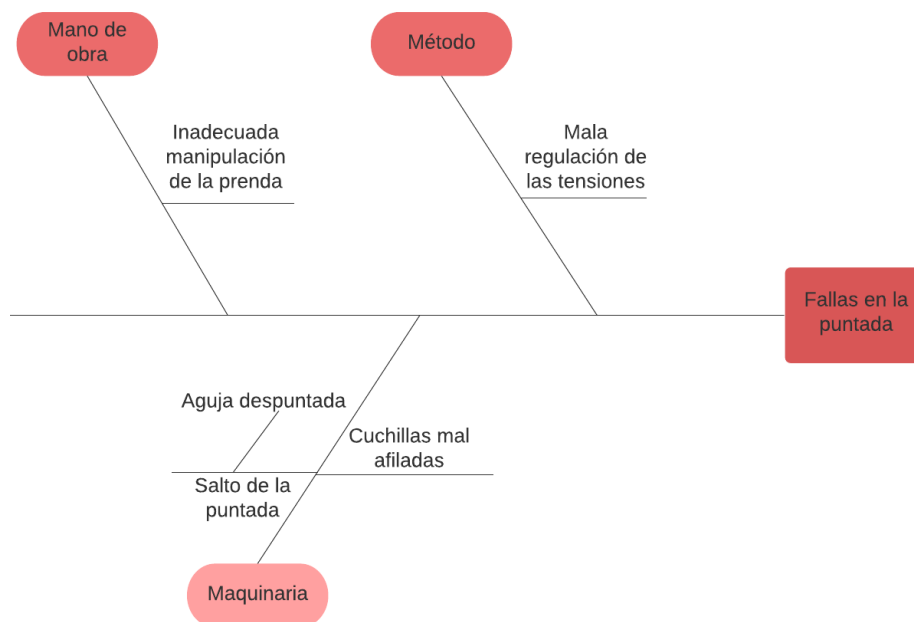 Mano de
obra
Método
Inadecuada
manipulación
de la prenda
Mala
regulación de
las tensiones
Fallas en la
puntada
Aguja despuntada
Cuchillas mal
afiladas
Salto de la
puntada
Maquinaria